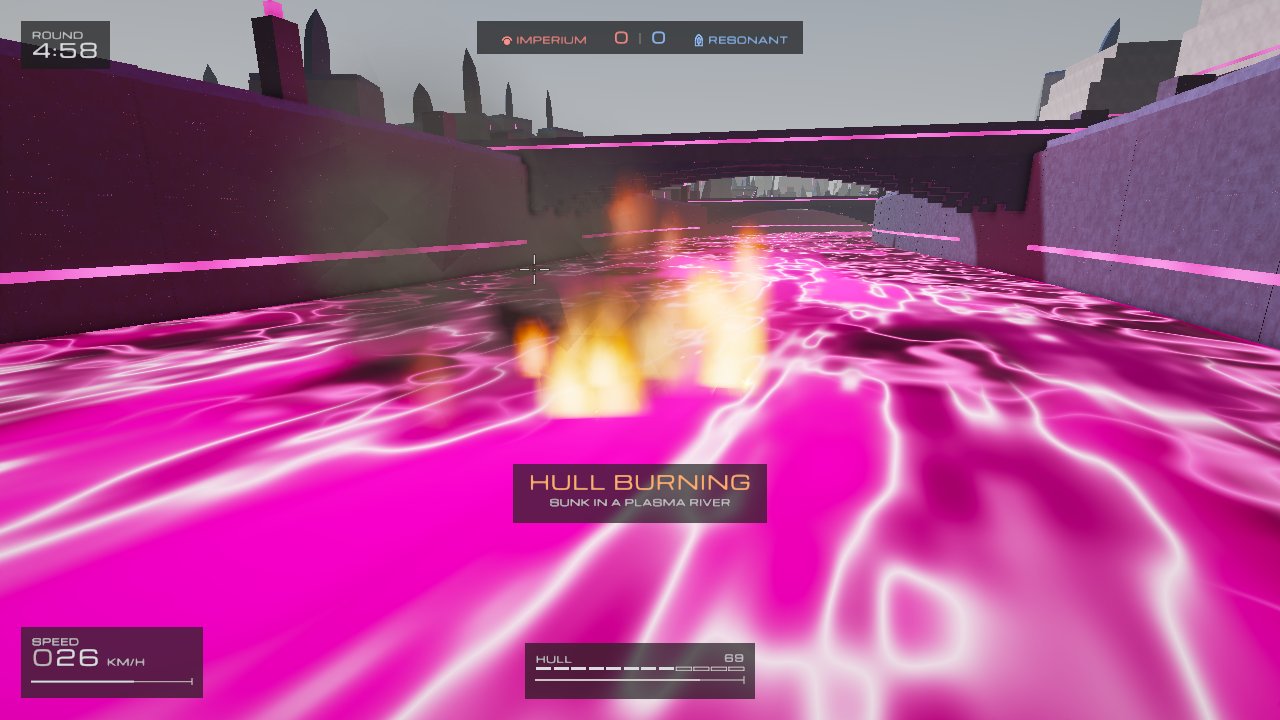 ROUND
4:58
IMPERIUM 0 | 0 RESONANT
HULL BURNING
SUNK IN A PLASMA RIVER
SPEED
026 KM/H
HULL 69